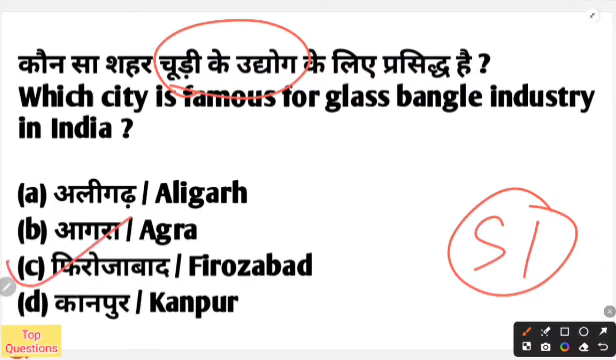 कौन सा शहर चूड़ी के उद्योग के लिए प्रसिद्ध है ?
Which city is famous for glass bangle industry
in India ?
(a) अलीगढ़ / Aligarh
(b) आगरा / Agra
(c) फिरोजाबाद / Firozabad
(d) कानपुर / Kanpur
Top
Questions